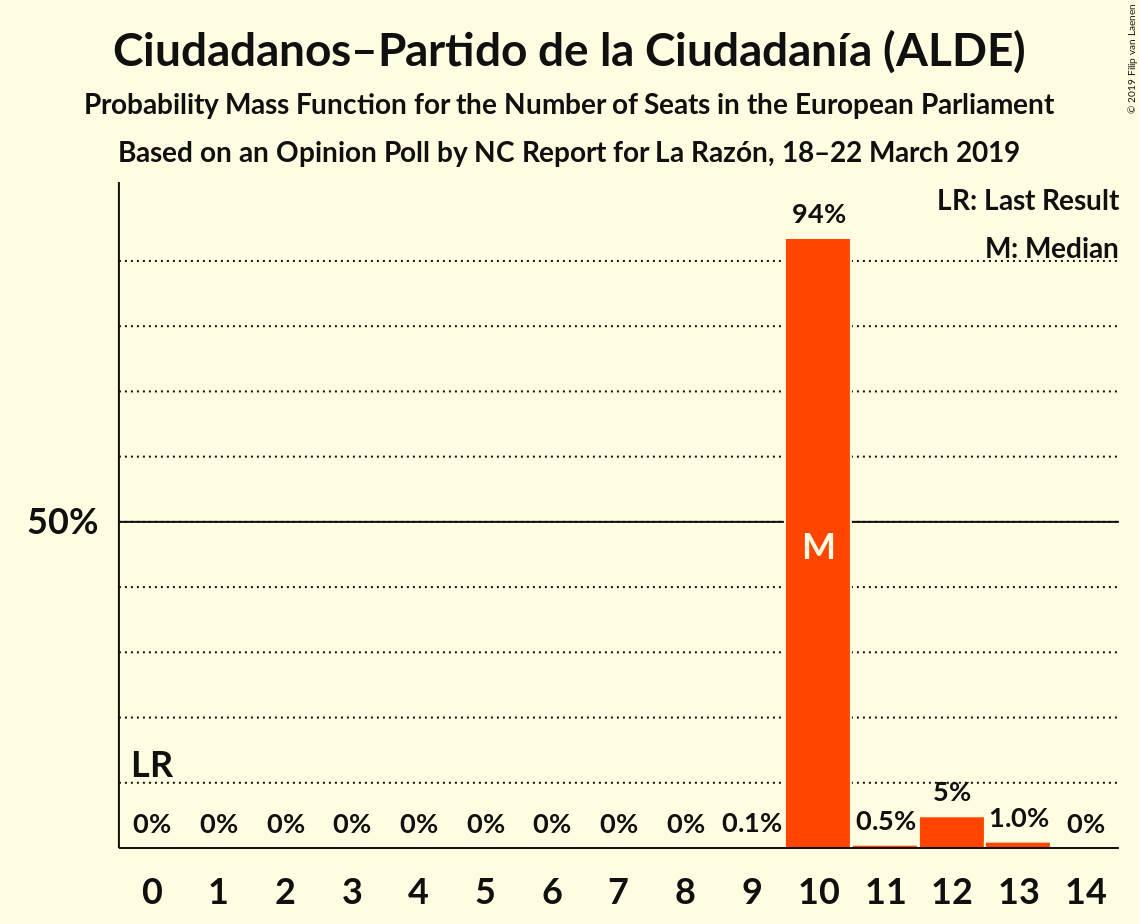 Ciudadanos–Partido de la Ciudadanía (ALDE)
Probability Mass Function for the Number of Seats in the European Parliament
Based on an Opinion Poll by NC Report for La Razón, 18–22 March 2019
© 2019 Filip van Laenen
LR: Last Result
M: Median
94%
50%
M
LR
0% 0% 0% 0% 0% 0% 0% 0% 0% 0.1% 0.5% 5% 1.0% 0%
0 1 2 3 4 5 6 7 8 9 10 11 12 13 14